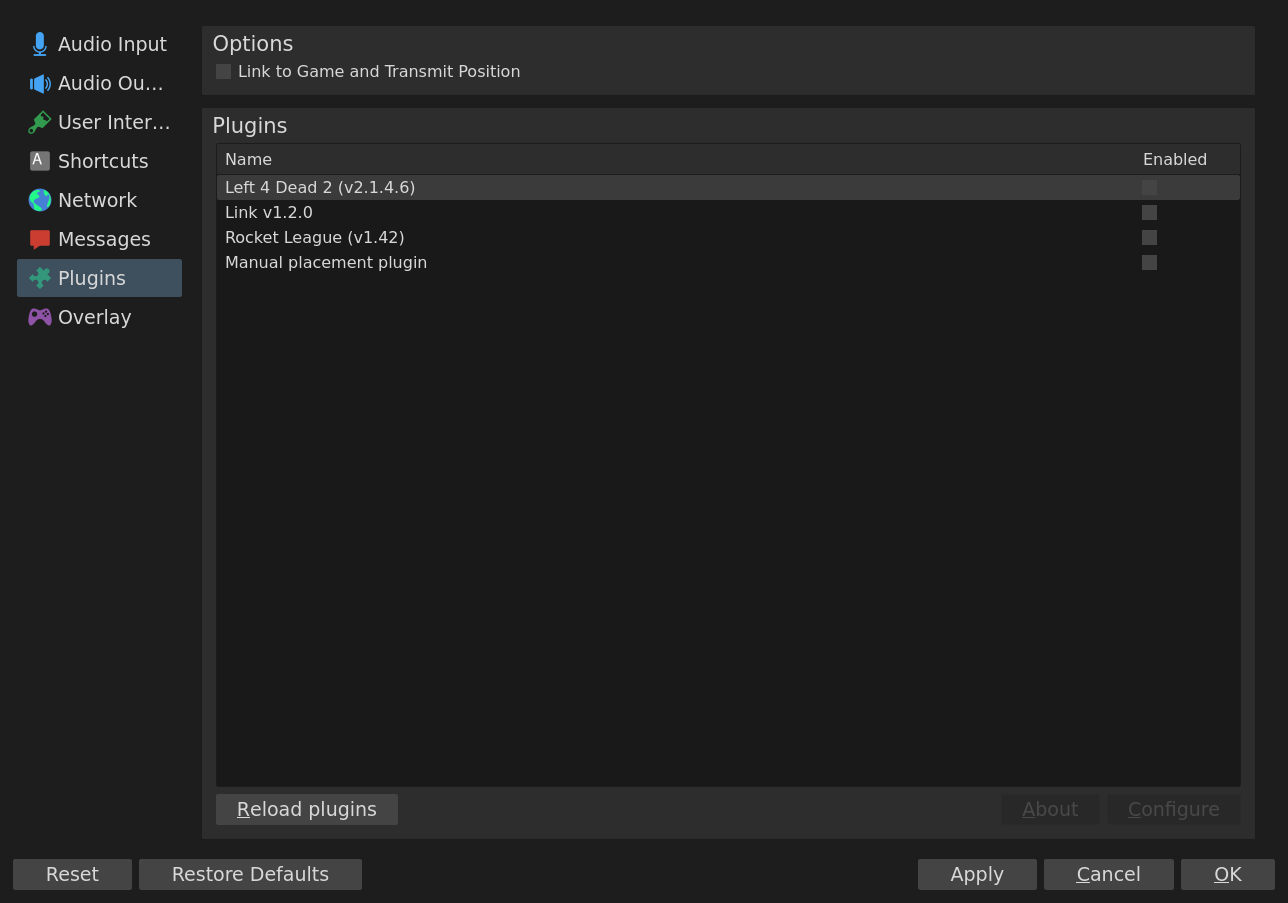 Audio Input
Audio Ou...
User Inter...
A
Shortcuts
Network
Messages
Plugins
Overlay
Options
Link to Game and Transmit Position
Plugins
Name Enabled
Left 4 Dead 2 (v2.1.4.6)
Link v1.2.0
Rocket League (v1.42)
Manual placement plugin
Reload plugins About Configure
Reset Restore Defaults Apply Cancel OK